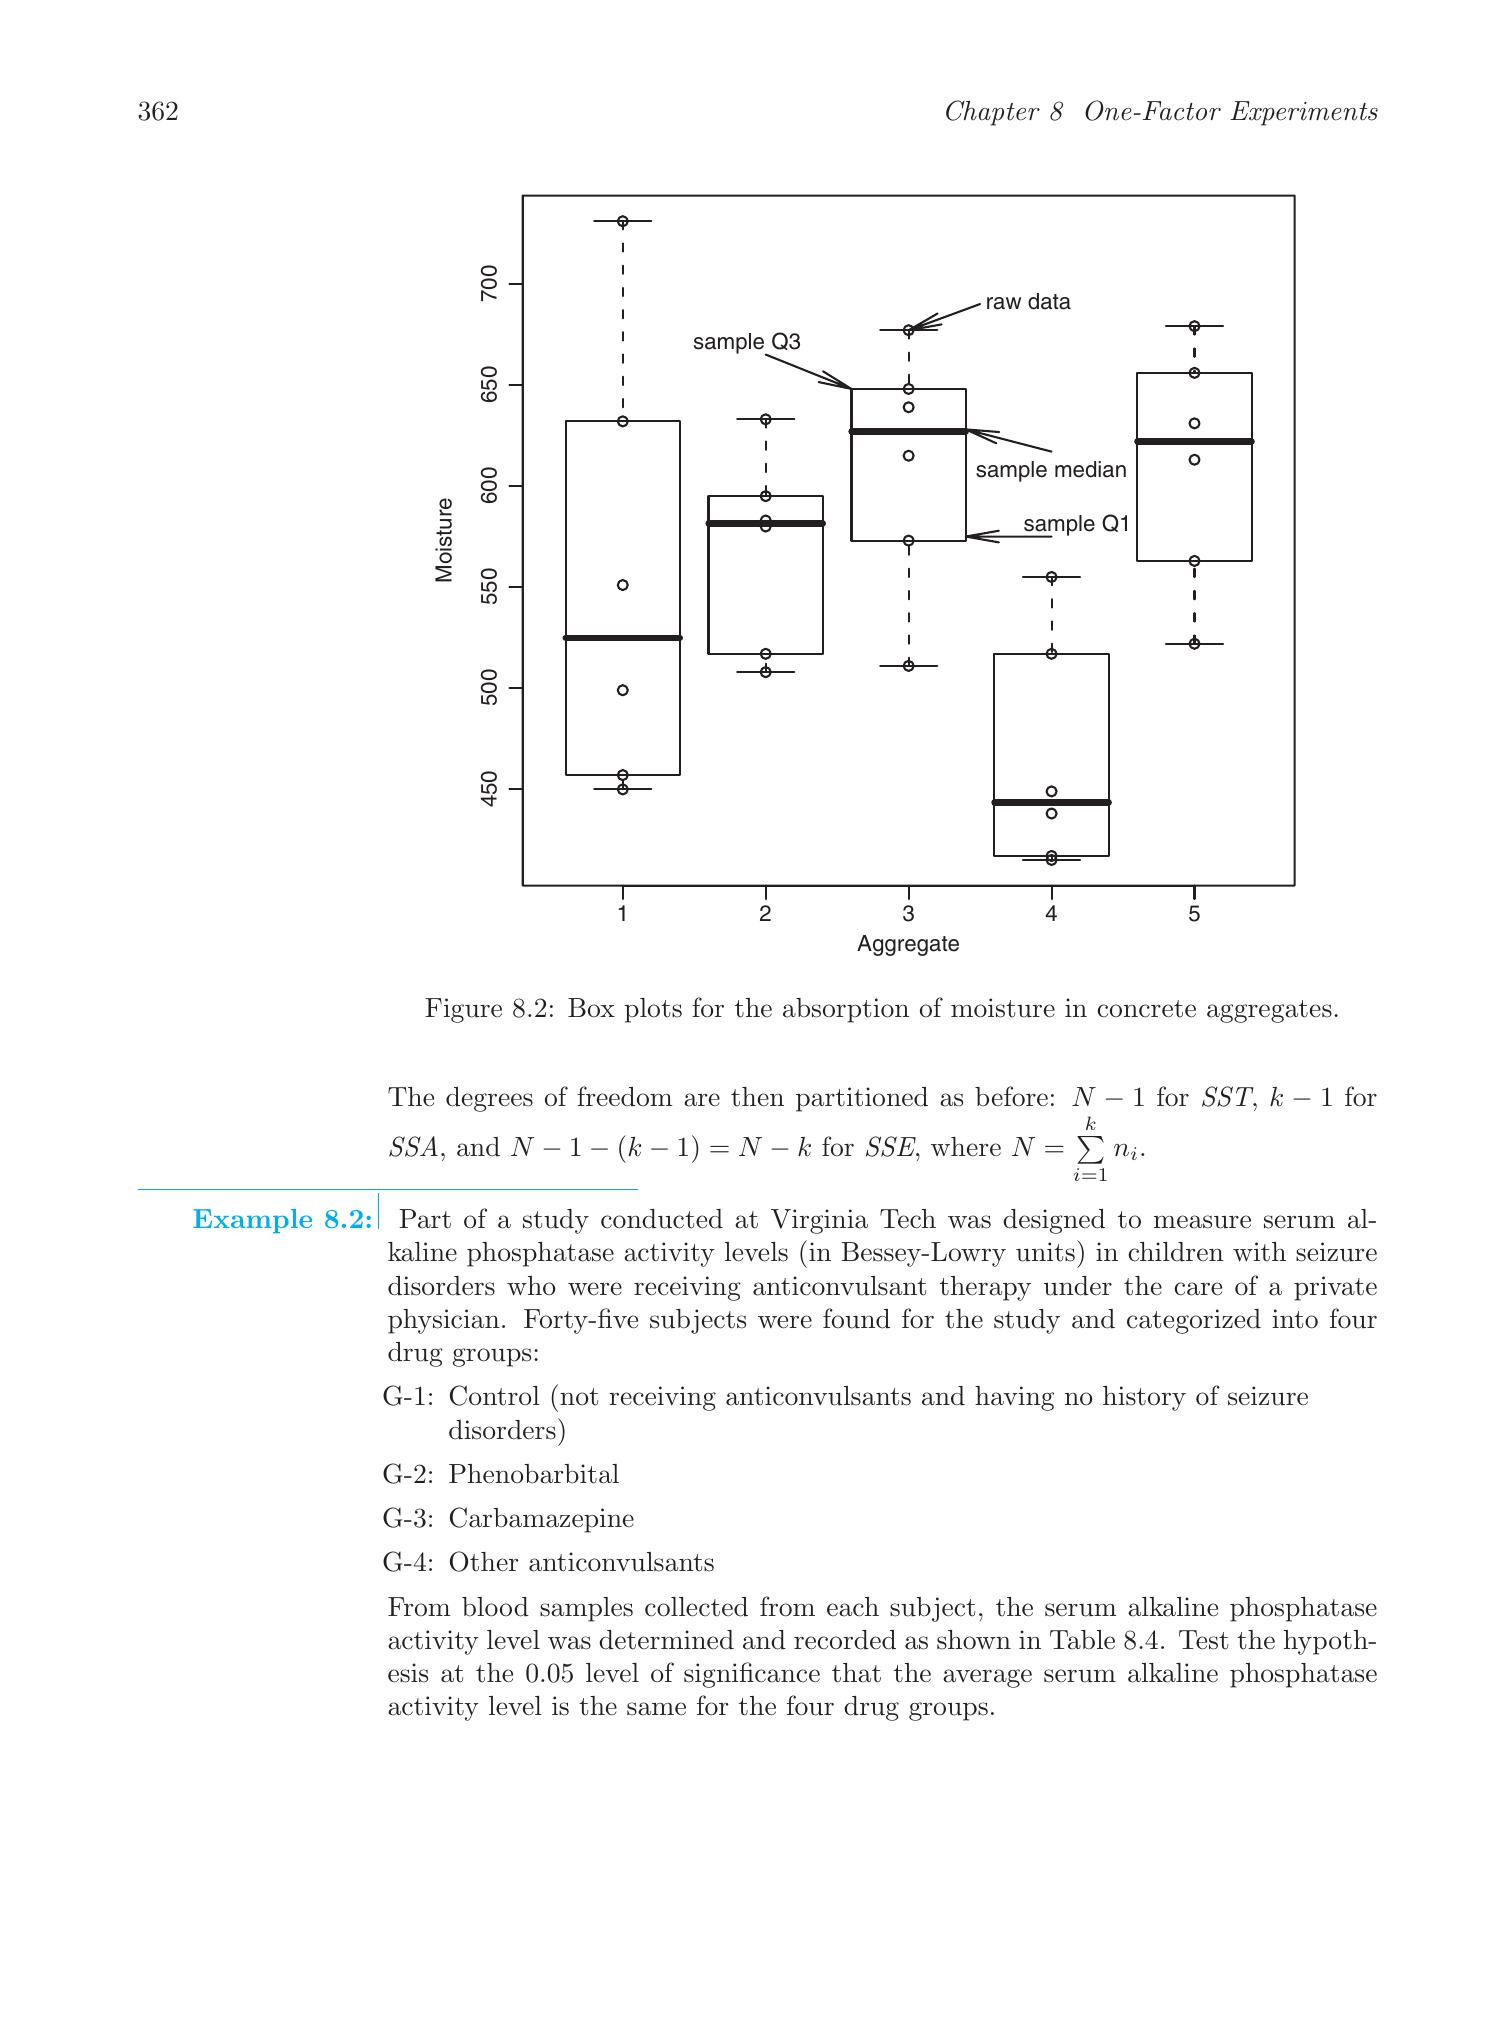 362
Chapter 8 One-Factor Experiments
700
650
600
550
500
450
Moisture
raw data
sample Q3
sample median
sample Q1
1 2 3 4 5
Aggregate
Figure 8.2: Box plots for the absorption of moisture in concrete aggregates.
The degrees of freedom are then partitioned as before: N − 1 for SST, k − 1 for
SSA, and N − 1 − (k − 1) = N − k for SSE, where N = ∑_{i=1}^{k} n_i.
Example 8.2: Part of a study conducted at Virginia Tech was designed to measure serum al-
kaline phosphatase activity levels (in Bessey-Lowry units) in children with seizure
disorders who were receiving anticonvulsant therapy under the care of a private
physician. Forty-five subjects were found for the study and categorized into four
drug groups:
G-1: Control (not receiving anticonvulsants and having no history of seizure
disorders)
G-2: Phenobarbital
G-3: Carbamazepine
G-4: Other anticonvulsants
From blood samples collected from each subject, the serum alkaline phosphatase
activity level was determined and recorded as shown in Table 8.4. Test the hypoth-
esis at the 0.05 level of significance that the average serum alkaline phosphatase
activity level is the same for the four drug groups.